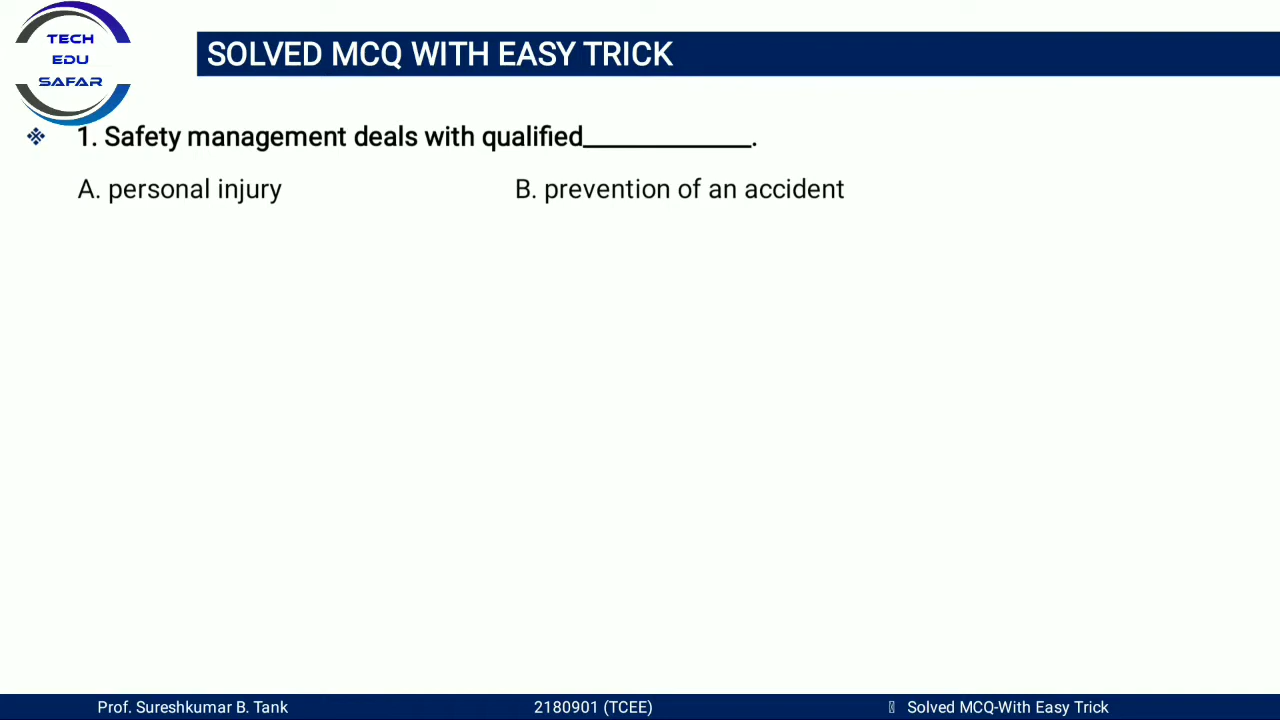 TECH
EDU
SAFAR
SOLVED MCQ WITH EASY TRICK
1. Safety management deals with qualified____________.
A. personal injury B. prevention of an accident
Prof. Sureshkumar B. Tank 2180901 (TCEE) Solved MCQ-With Easy Trick